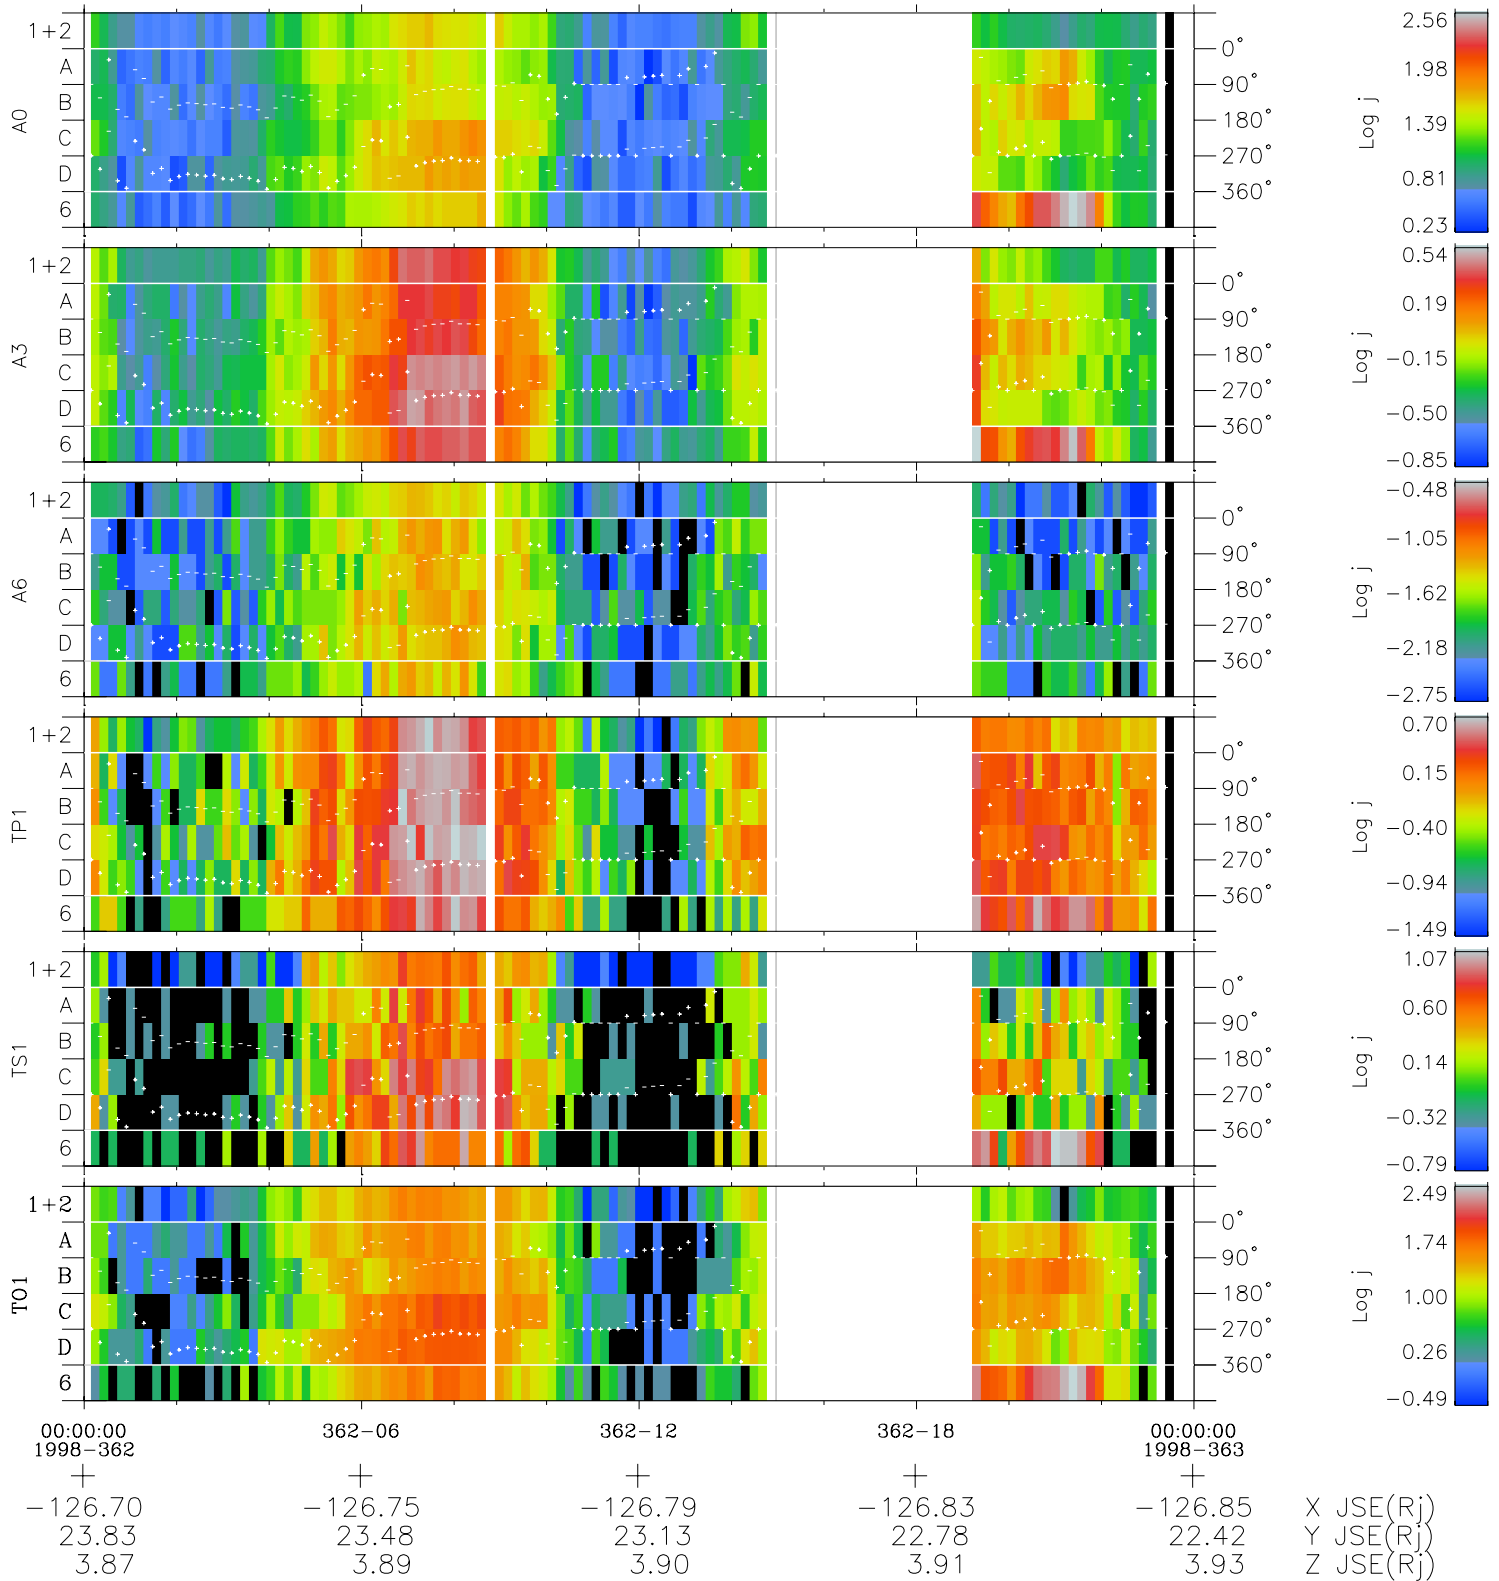 A0
1+2
A
B
C
D
6
0°
90°
180°
270°
360°
Log j
2.56
1.98
1.39
0.81
0.23
A3
1+2
A
B
C
D
6
0°
90°
180°
270°
360°
Log j
0.54
0.19
-0.15
-0.50
-0.85
A6
1+2
A
B
C
D
6
0°
90°
180°
270°
360°
Log j
-0.48
-1.05
-1.62
-2.18
-2.75
TP1
1+2
A
B
C
D
6
0°
90°
180°
270°
360°
Log j
0.70
0.15
-0.40
-0.94
-1.49
TS1
1+2
A
B
C
D
6
0°
90°
180°
270°
360°
Log j
1.07
0.60
0.14
-0.32
-0.79
TO1
1+2
A
B
C
D
6
0°
90°
180°
270°
360°
Log j
2.49
1.74
1.00
0.26
-0.49
00:00:00 362-06 362-12 362-18 00:00:00
1998-362 1998-363
-126.70 -126.75 -126.79 -126.83 -126.85 X JSE(Rj)
23.83 23.48 23.13 22.78 22.42 Y JSE(Rj)
3.87 3.89 3.90 3.91 3.93 Z JSE(Rj)